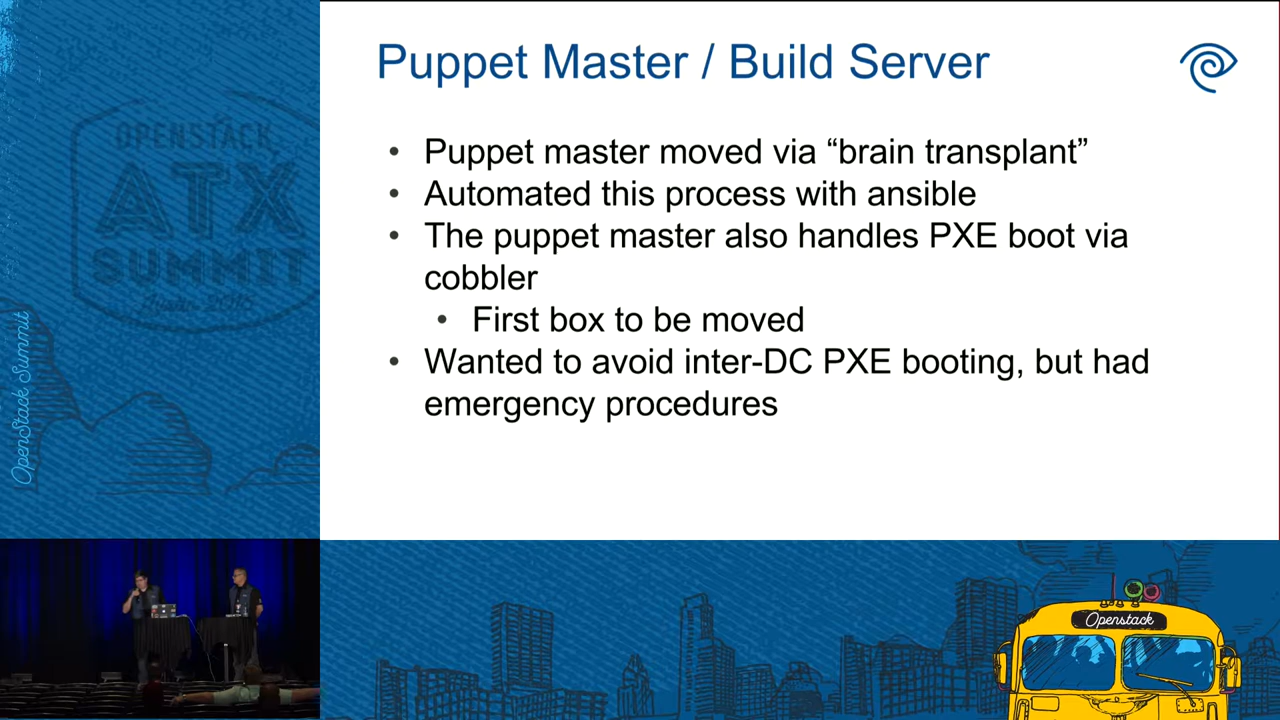 Puppet Master / Build Server
• Puppet master moved via “brain transplant”
• Automated this process with ansible
• The puppet master also handles PXE boot via
cobbler
• First box to be moved
• Wanted to avoid inter-DC PXE booting, but had
emergency procedures
OPENSTACK
ATX
SUMMIT
OpenStack Summit
Openstack